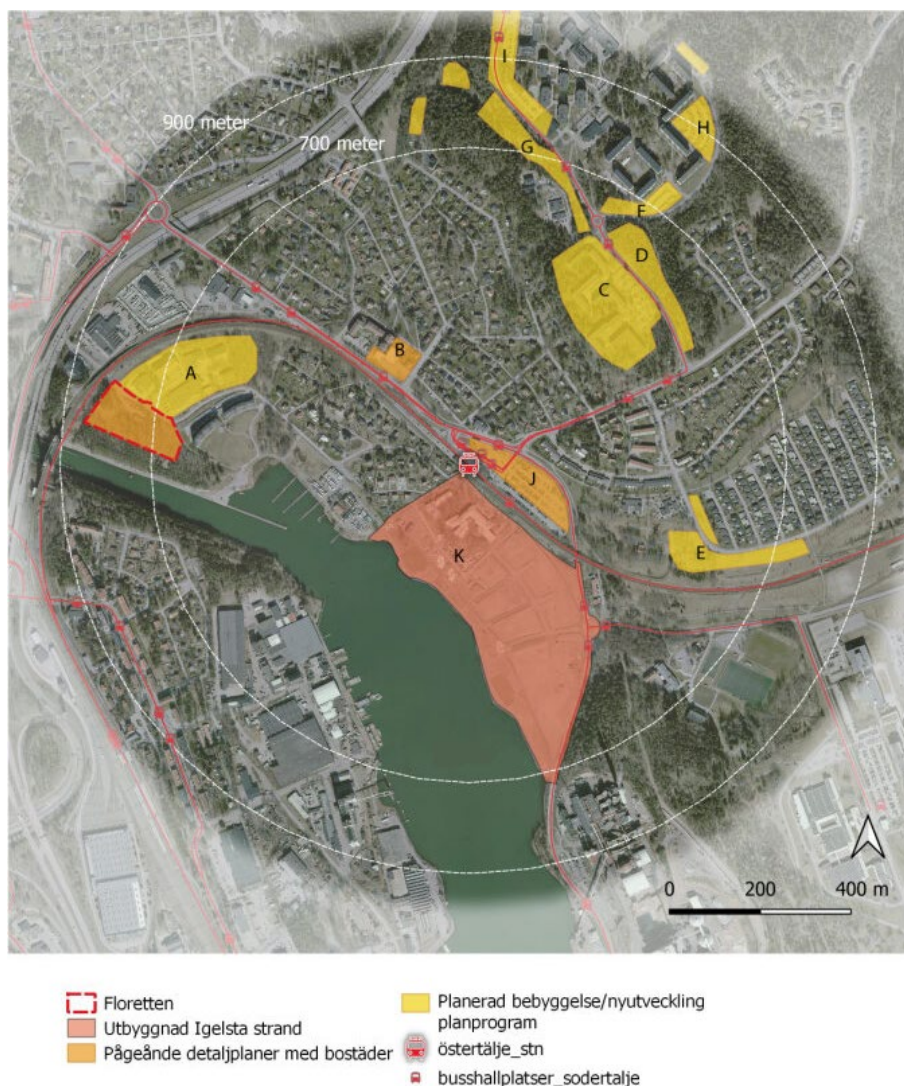 I
900 meter
H
700 meter
G
F
D
C
B
A
J
E
K
0 200 400 m
Floretten
Utbyggnad Igelsta strand
Pågeånde detaljplaner med bostäder
Planerad bebyggelse/nyutveckling
planprogram
östertälje_stn
busshallplatser_sodertalje